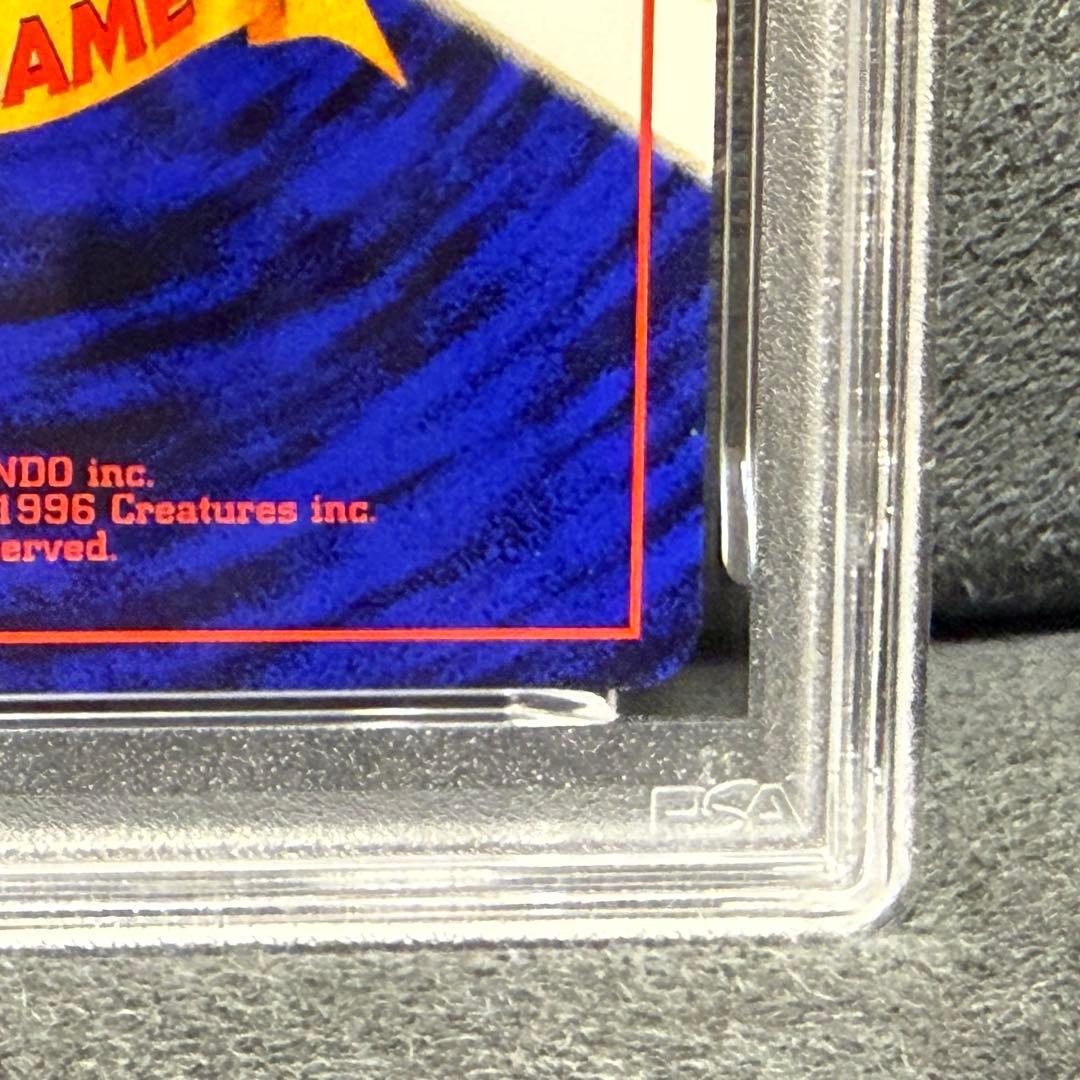 AME
NDO inc.
1996 Creatures inc.
erved.
PSA